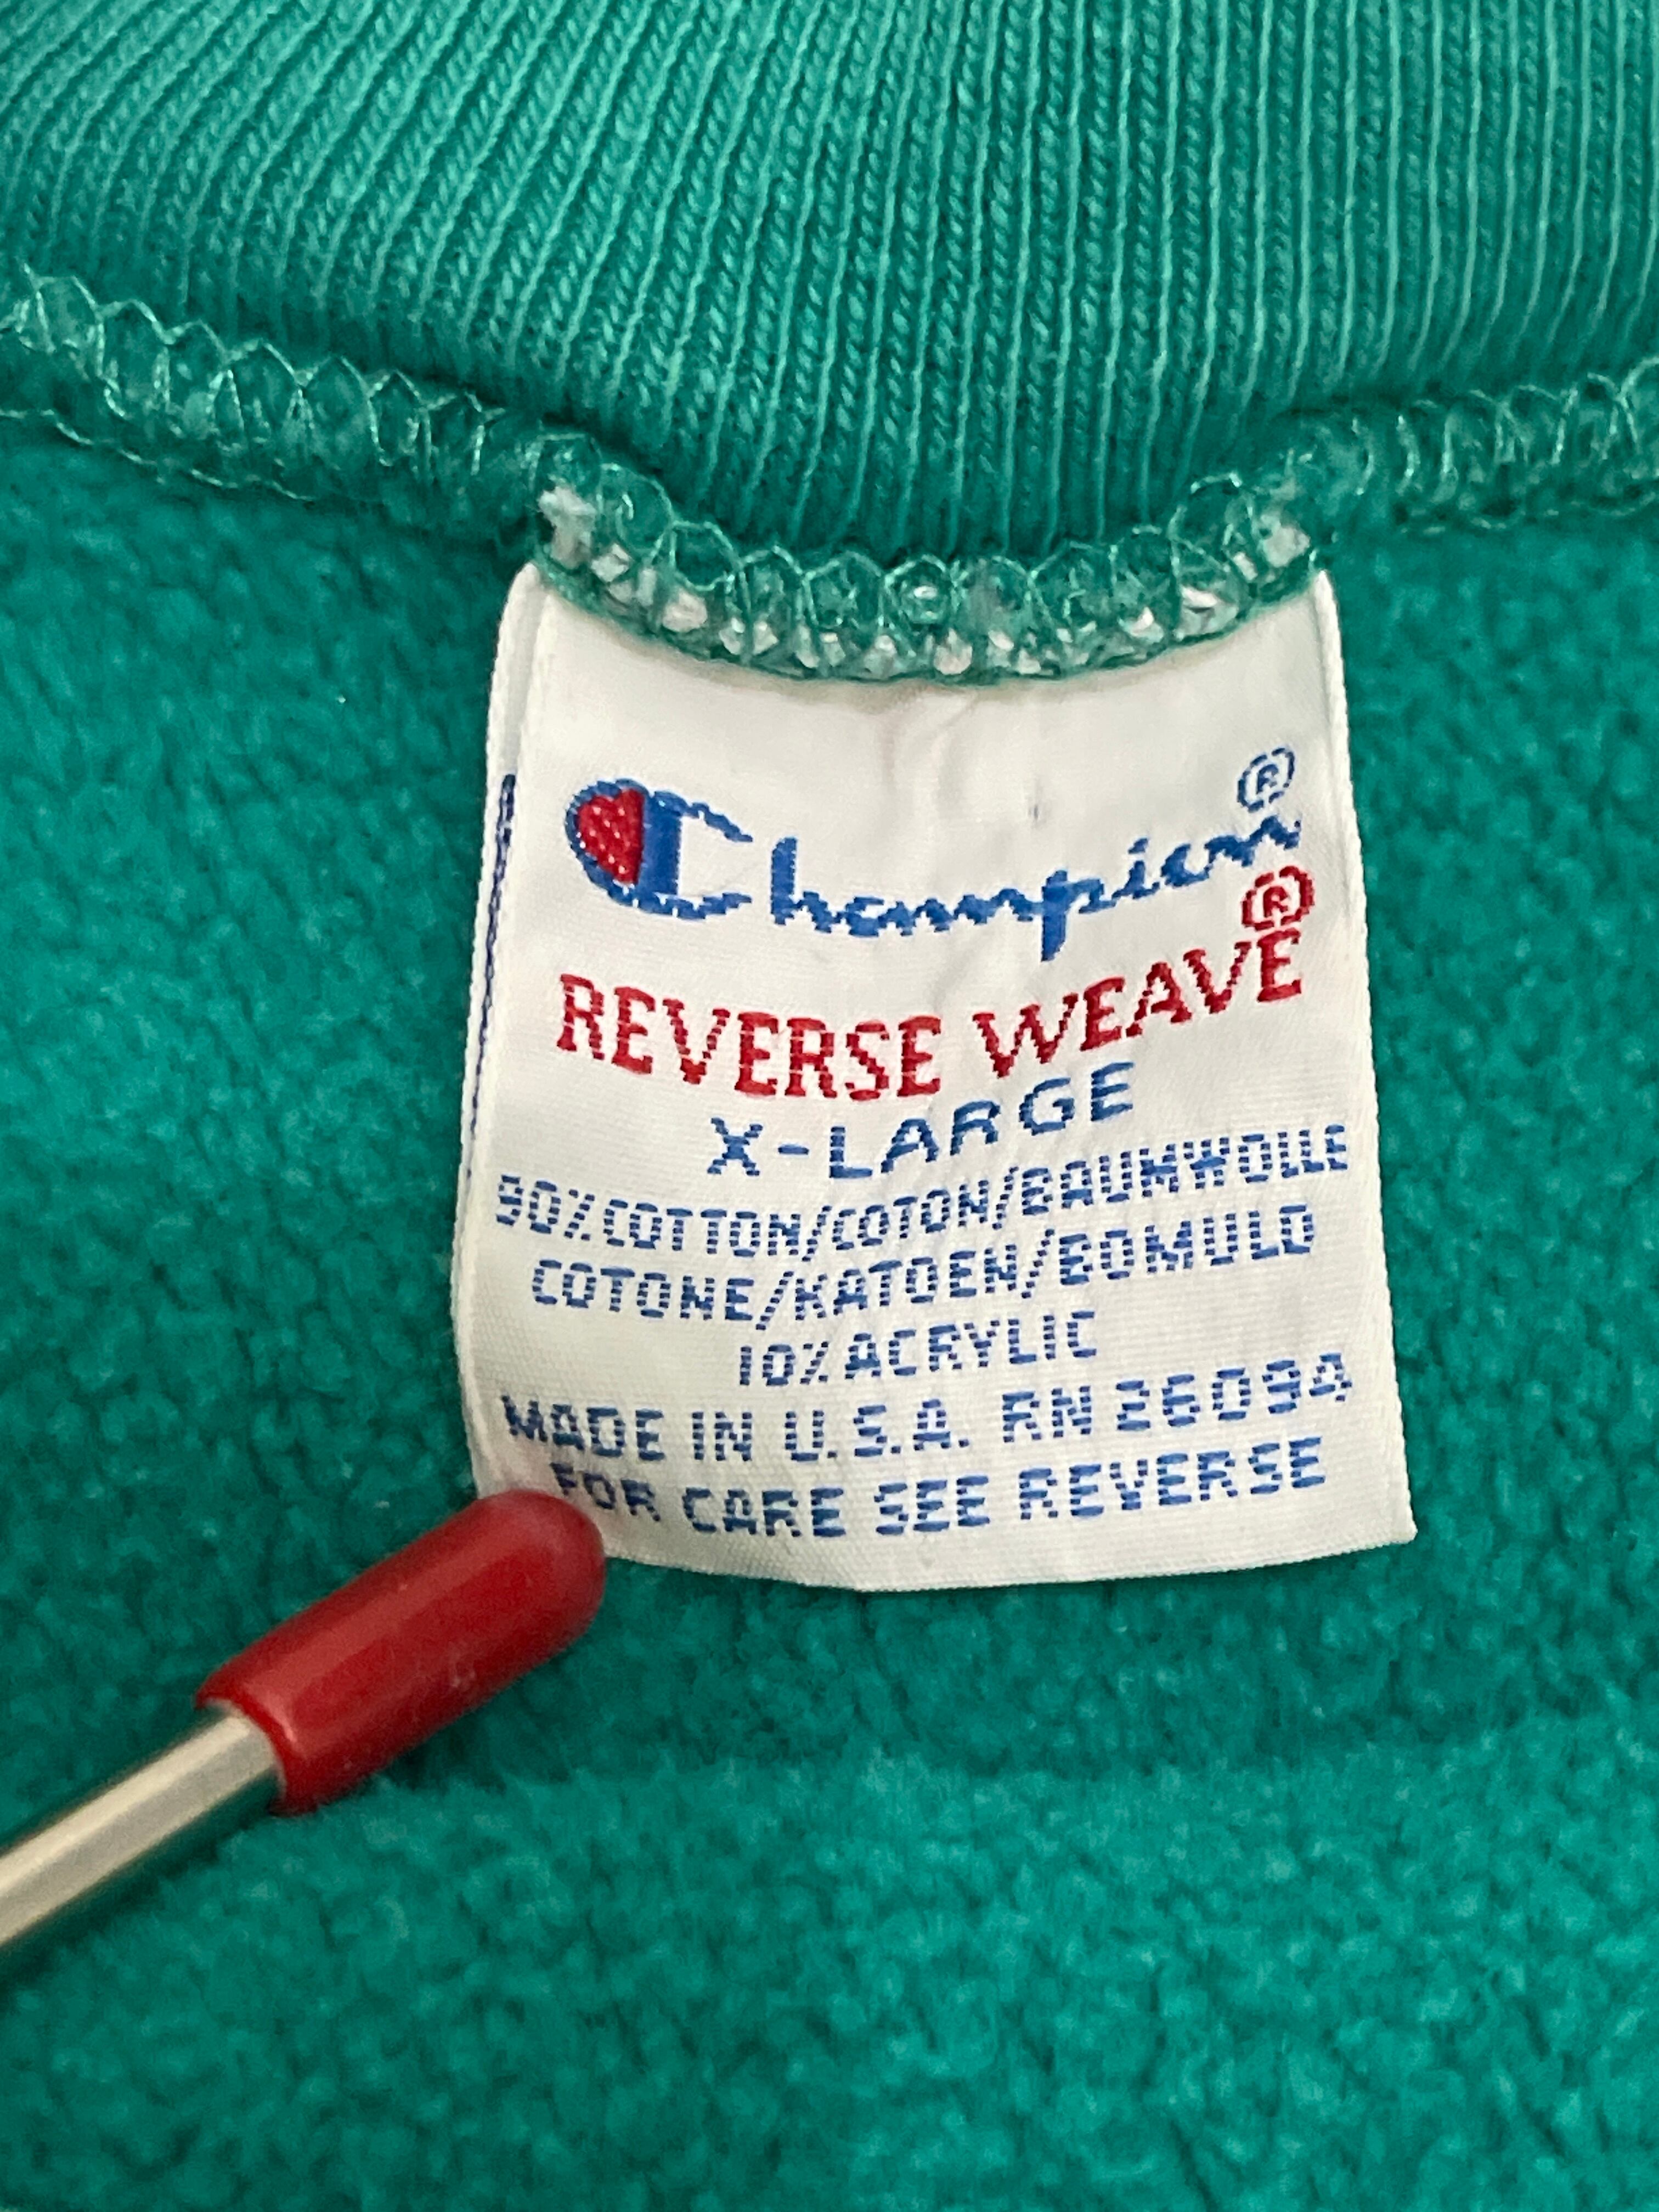 Champion®
REVERSE WEAVE®
X-LARGE
90% COTTON/COTON/BAUMWOLLE
COTONE/KATOEN/BOMULD
10% ACRYLIC
MADE IN U.S.A. RN 26094
FOR CARE SEE REVERSE